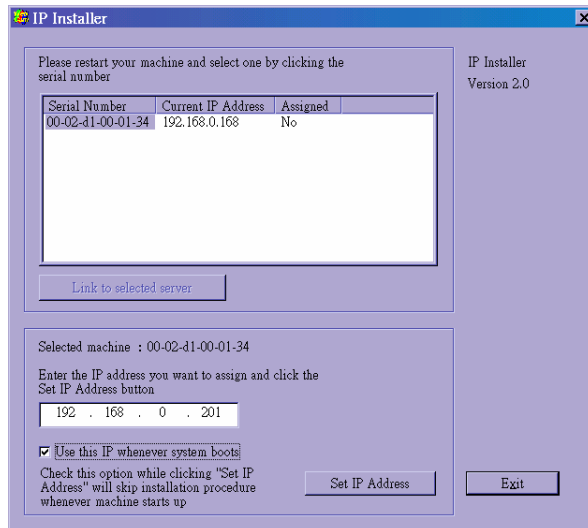 IP Installer
Please restart your machine and select one by clicking the
serial number
IP Installer
Version 2.0
Serial Number Current IP Address Assigned
00-02-d1-00-01-34 192.168.0.168 No
Link to selected server
Selected machine : 00-02-d1-00-01-34
Enter the IP address you want to assign and click the
Set IP Address button
192 . 168 . 0 . 201
Use this IP whenever system boots
Check this option while clicking "Set IP
Address" will skip installation procedure
whenever machine starts up
Set IP Address
Exit